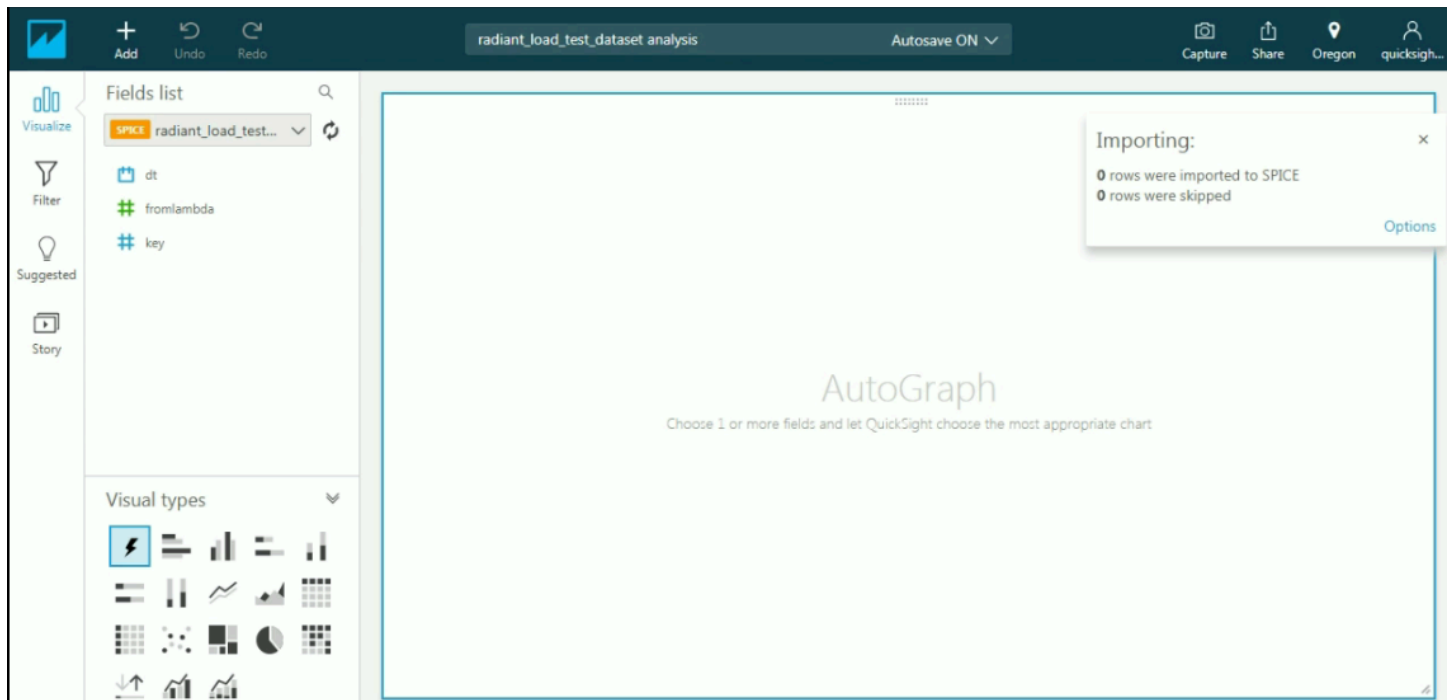 Add
Undo
Redo
radiant_load_test_dataset analysis
Autosave ON
Capture
Share
Oregon
quicksigh...
Visualize
Filter
Suggested
Story
Fields list
SPICE radiant_load_test...
dt
fromlambda
key
Visual types
Importing:
0 rows were imported to SPICE
0 rows were skipped
Options
AutoGraph
Choose 1 or more fields and let QuickSight choose the most appropriate chart